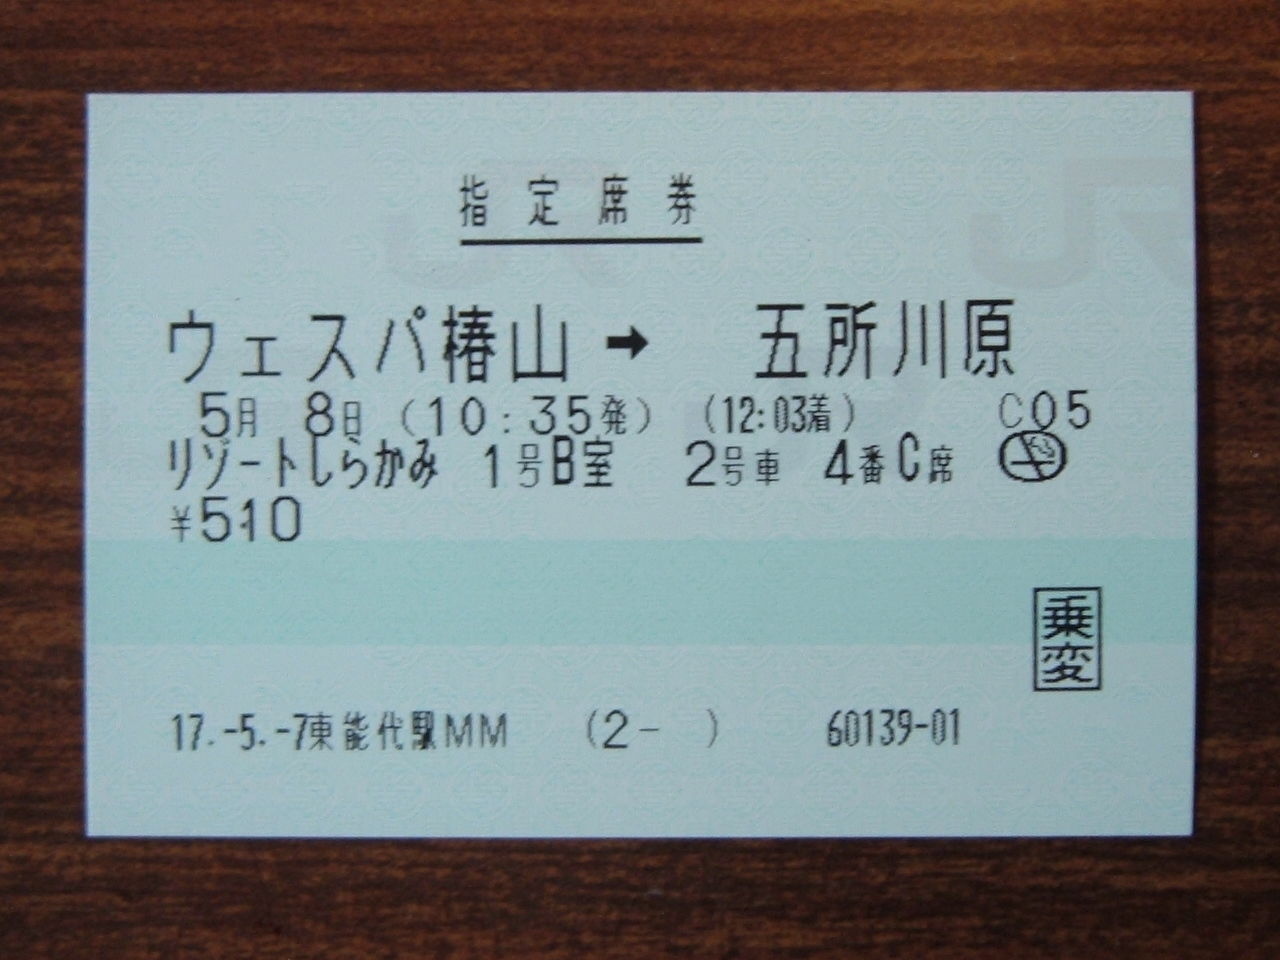 指定席券
ウェスパ椿山 ➡ 五所川原
5月 8日 (10:35発) (12:03着) C05
リゾートしらかみ 1号B室 2号車 4番C席
¥510
乗変
17.-5.-7東能代駅MM (2- ) 60139-01